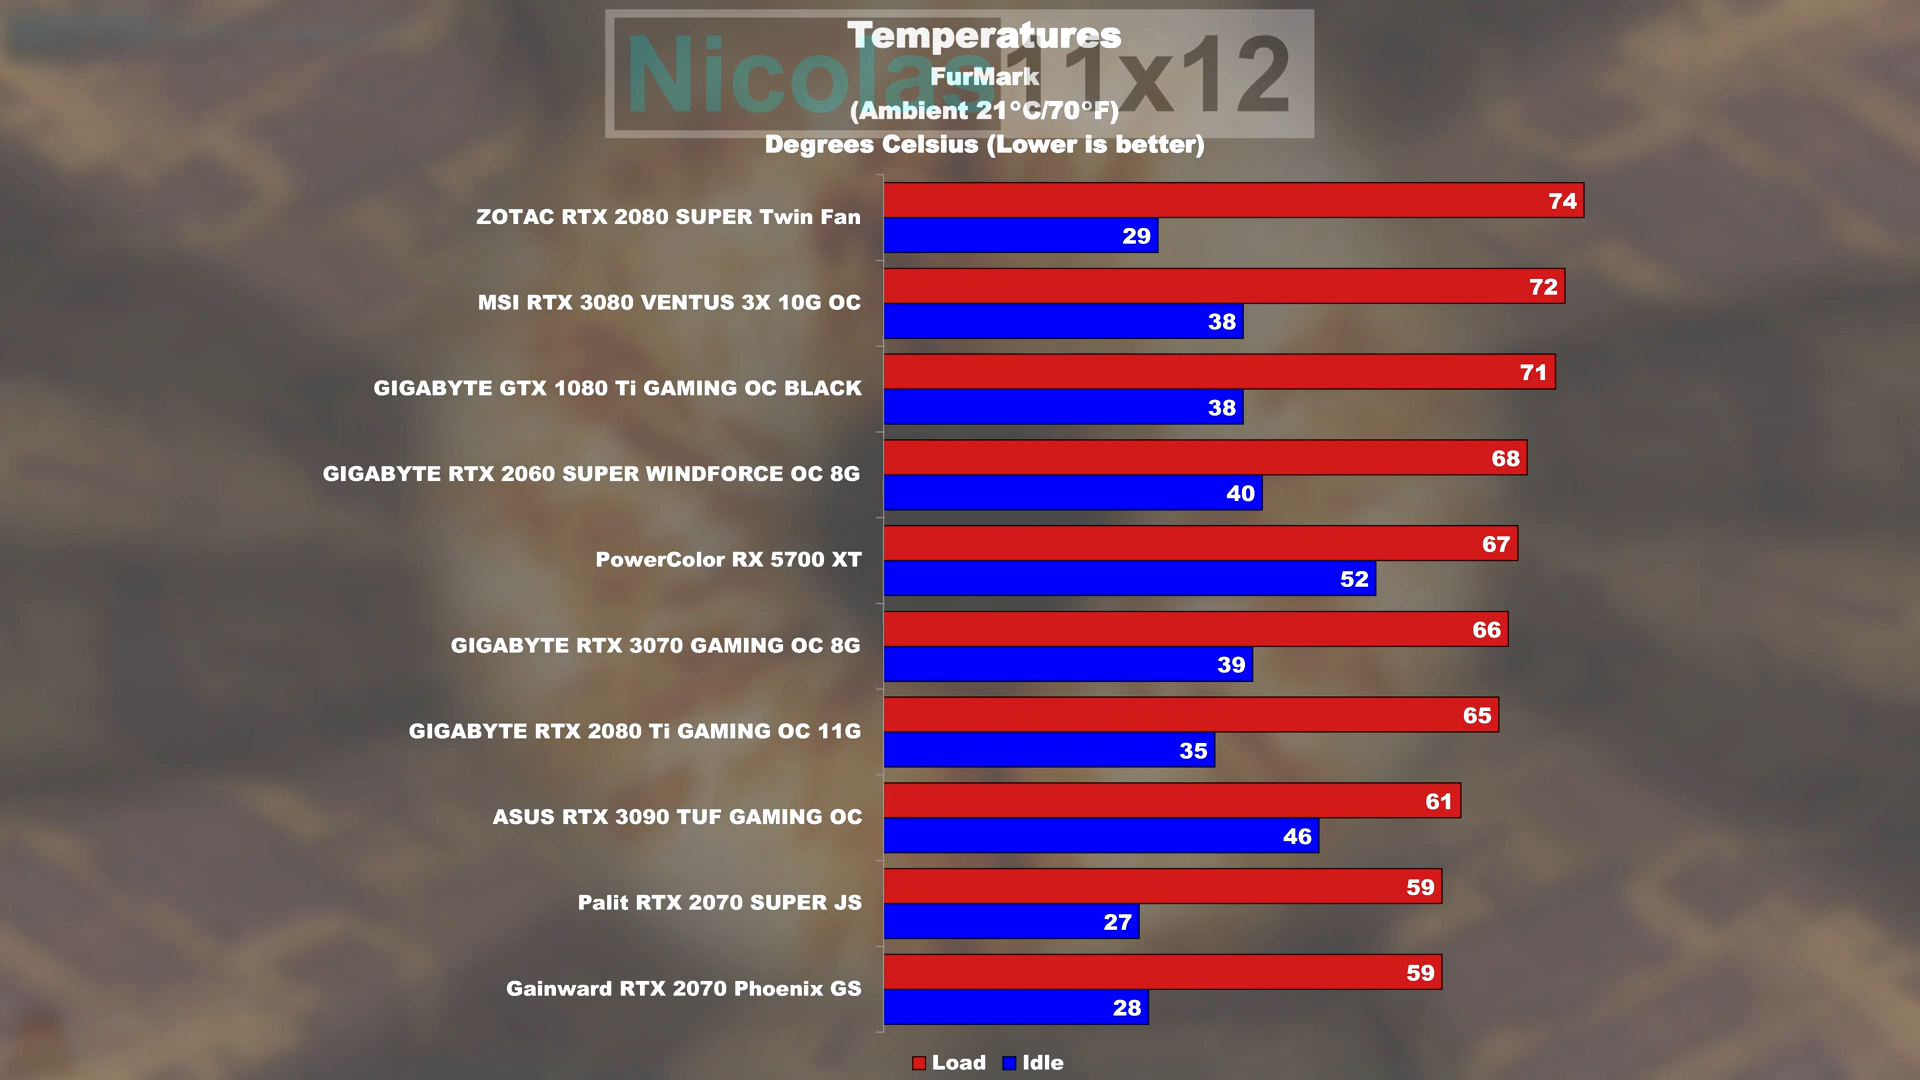 Nicolas11x12
Temperatures
FurMark
(Ambient 21°C/70°F)
Degrees Celsius (Lower is better)
ZOTAC RTX 2080 SUPER Twin Fan
74
29
MSI RTX 3080 VENTUS 3X 10G OC
72
38
GIGABYTE GTX 1080 Ti GAMING OC BLACK
71
38
GIGABYTE RTX 2060 SUPER WINDFORCE OC 8G
68
40
PowerColor RX 5700 XT
67
52
GIGABYTE RTX 3070 GAMING OC 8G
66
39
GIGABYTE RTX 2080 Ti GAMING OC 11G
65
35
ASUS RTX 3090 TUF GAMING OC
61
46
Palit RTX 2070 SUPER JS
59
27
Gainward RTX 2070 Phoenix GS
59
28
Load Idle